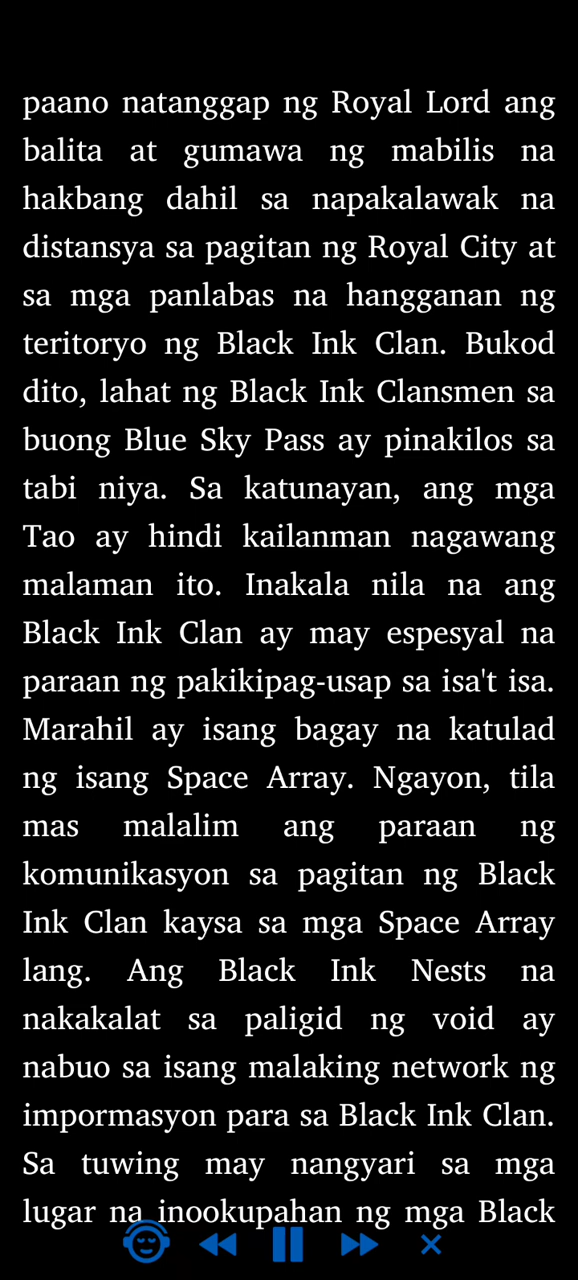 paano natanggap ng Royal Lord ang
balita at gumawa ng mabilis na
hakbang dahil sa napakalawak na
distansya sa pagitan ng Royal City at
sa mga panlabas na hangganan ng
teritoryo ng Black Ink Clan. Bukod
dito, lahat ng Black Ink Clansmen sa
buong Blue Sky Pass ay pinakilos sa
tabi niya. Sa katunayan, ang mga
Tao ay hindi kailanman nagawang
malaman ito. Inakala nila na ang
Black Ink Clan ay may espesyal na
paraan ng pakikipag-usap sa isa't isa.
Marahil ay isang bagay na katulad
ng isang Space Array. Ngayon, tila
mas malalim ang paraan ng
komunikasyon sa pagitan ng Black
Ink Clan kaysa sa mga Space Array
lang. Ang Black Ink Nests na
nakakalat sa paligid ng void ay
nabuo sa isang malaking network ng
impormasyon para sa Black Ink Clan.
Sa tuwing may nangyari sa mga
lugar na inookupahan ng mga Black